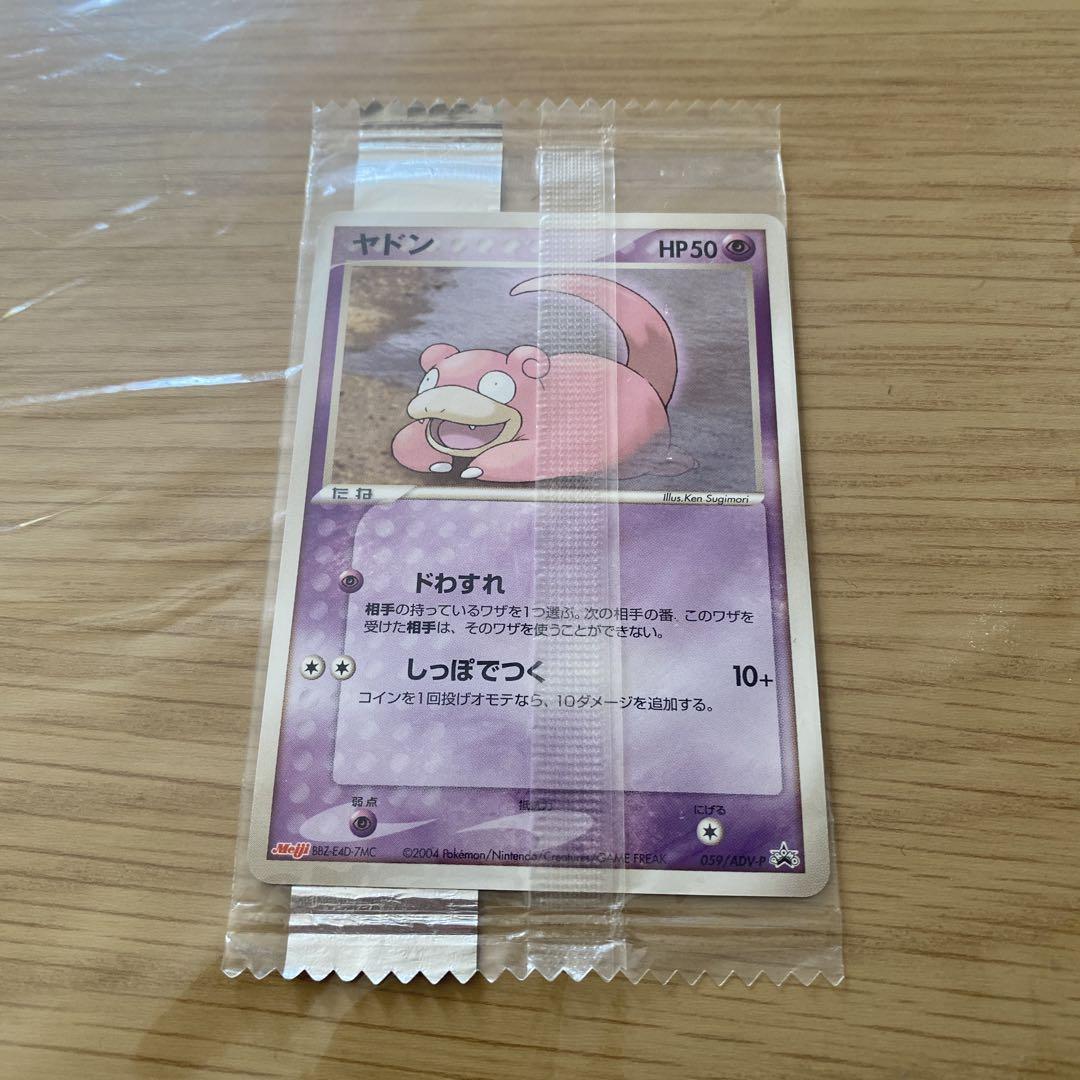 ヤドン HP50
たね Illus.Ken Sugimori
ドわすれ
相手の持っているワザを1つ選ぶ。次の相手の番、このワザを
受けた相手は、そのワザを使うことができない。
しっぽでつく 10+
コインを1回投げオモテなら、10ダメージを追加する。
弱点 抵抗力 にげる
Meiji BBZ-E4D-7MC ©2004 Pokémon/Nintendo/Creatures/GAME FREAK 059/ADV-P PROMO